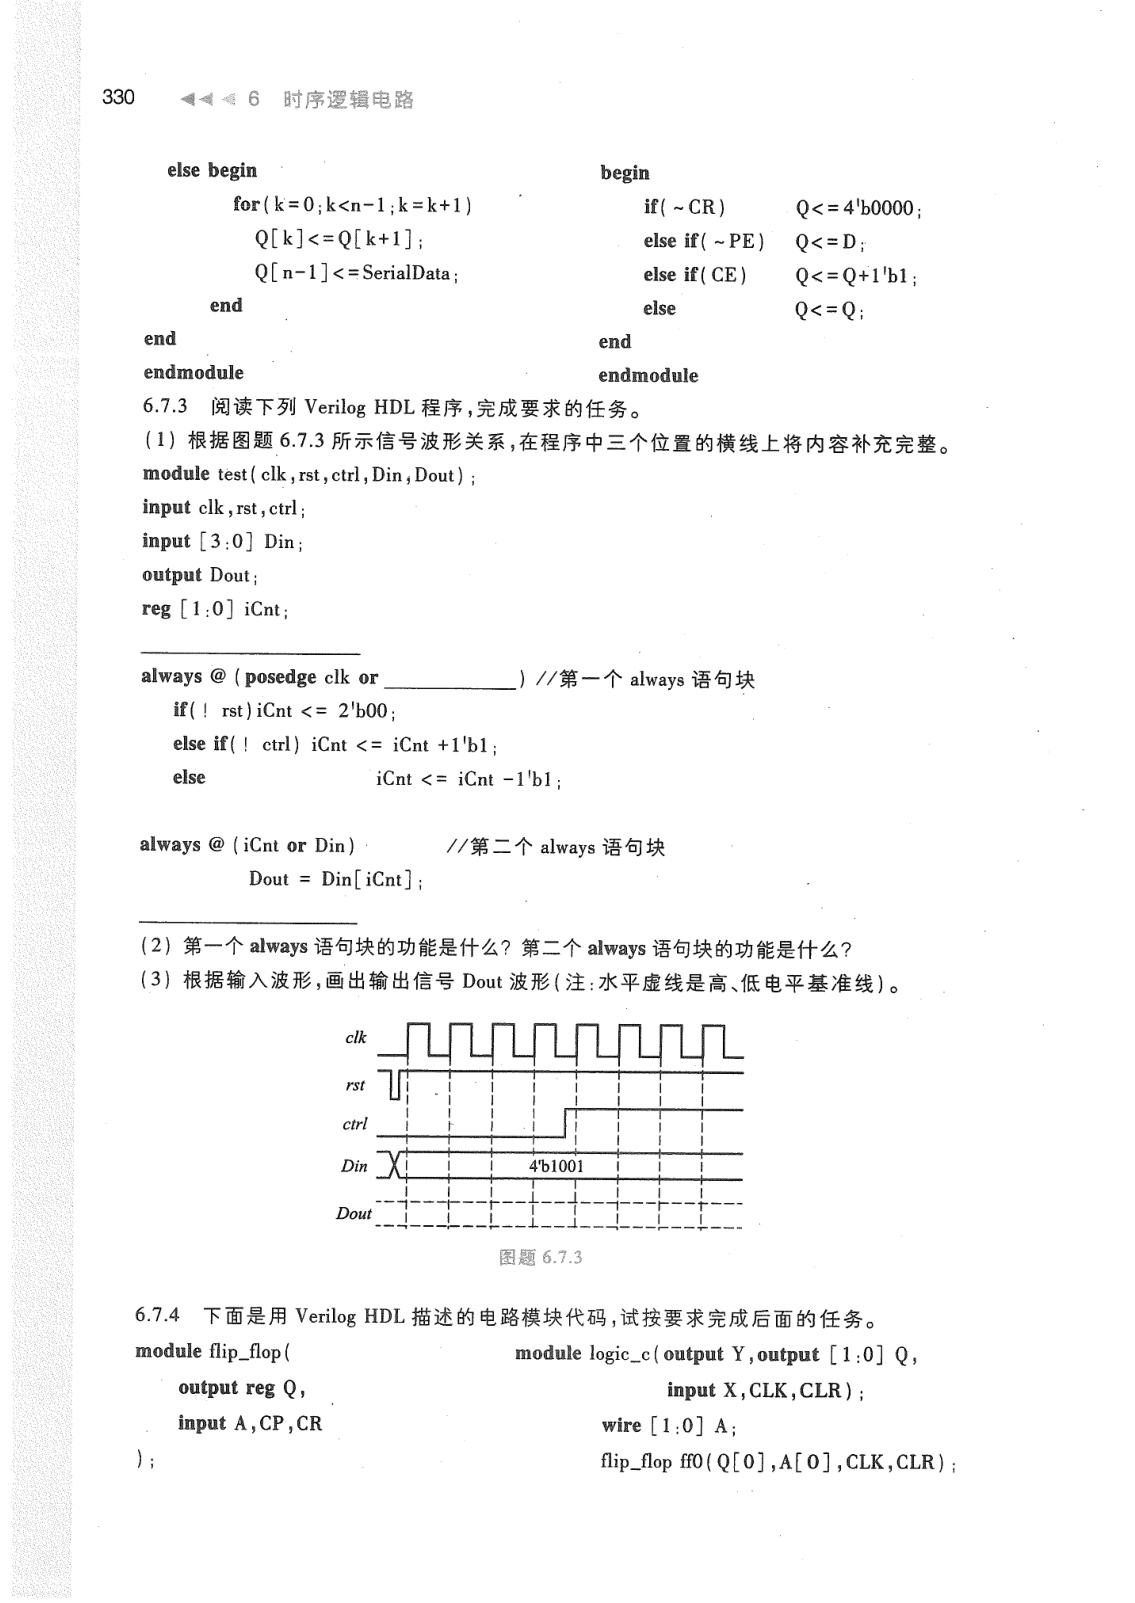 330 6 时序逻辑电路
else begin
for(k=0;k<n-1;k=k+1)
Q[k]<=Q[k+1];
Q[n-1]<=SerialData;
end
end
endmodule
begin
if(~CR) Q<=4'b0000;
else if(~PE) Q<=D;
else if(CE) Q<=Q+1'b1;
else Q<=Q;
end
endmodule
6.7.3 阅读下列 Verilog HDL 程序,完成要求的任务。
(1) 根据图题 6.7.3 所示信号波形关系,在程序中三个位置的横线上将内容补充完整。
module test(clk,rst,ctrl,Din,Dout);
input clk,rst,ctrl;
input [3:0] Din;
output Dout;
reg [1:0] iCnt;
always @ (posedge clk or ____________) //第一个 always 语句块
if(! rst)iCnt <= 2'b00;
else if(! ctrl) iCnt <= iCnt +1'b1;
else iCnt <= iCnt -1'b1;
always @ (iCnt or Din) //第二个 always 语句块
Dout = Din[iCnt];
(2) 第一个 always 语句块的功能是什么? 第二个 always 语句块的功能是什么?
(3) 根据输入波形,画出输出信号 Dout 波形(注:水平虚线是高、低电平基准线)。
clk
rst
ctrl
Din 4'b1001
Dout
图题 6.7.3
6.7.4 下面是用 Verilog HDL 描述的电路模块代码,试按要求完成后面的任务。
module flip_flop(
output reg Q,
input A,CP,CR
);
module logic_c(output Y,output [1:0] Q,
input X,CLK,CLR);
wire [1:0] A;
flip_flop ff0(Q[0],A[0],CLK,CLR);